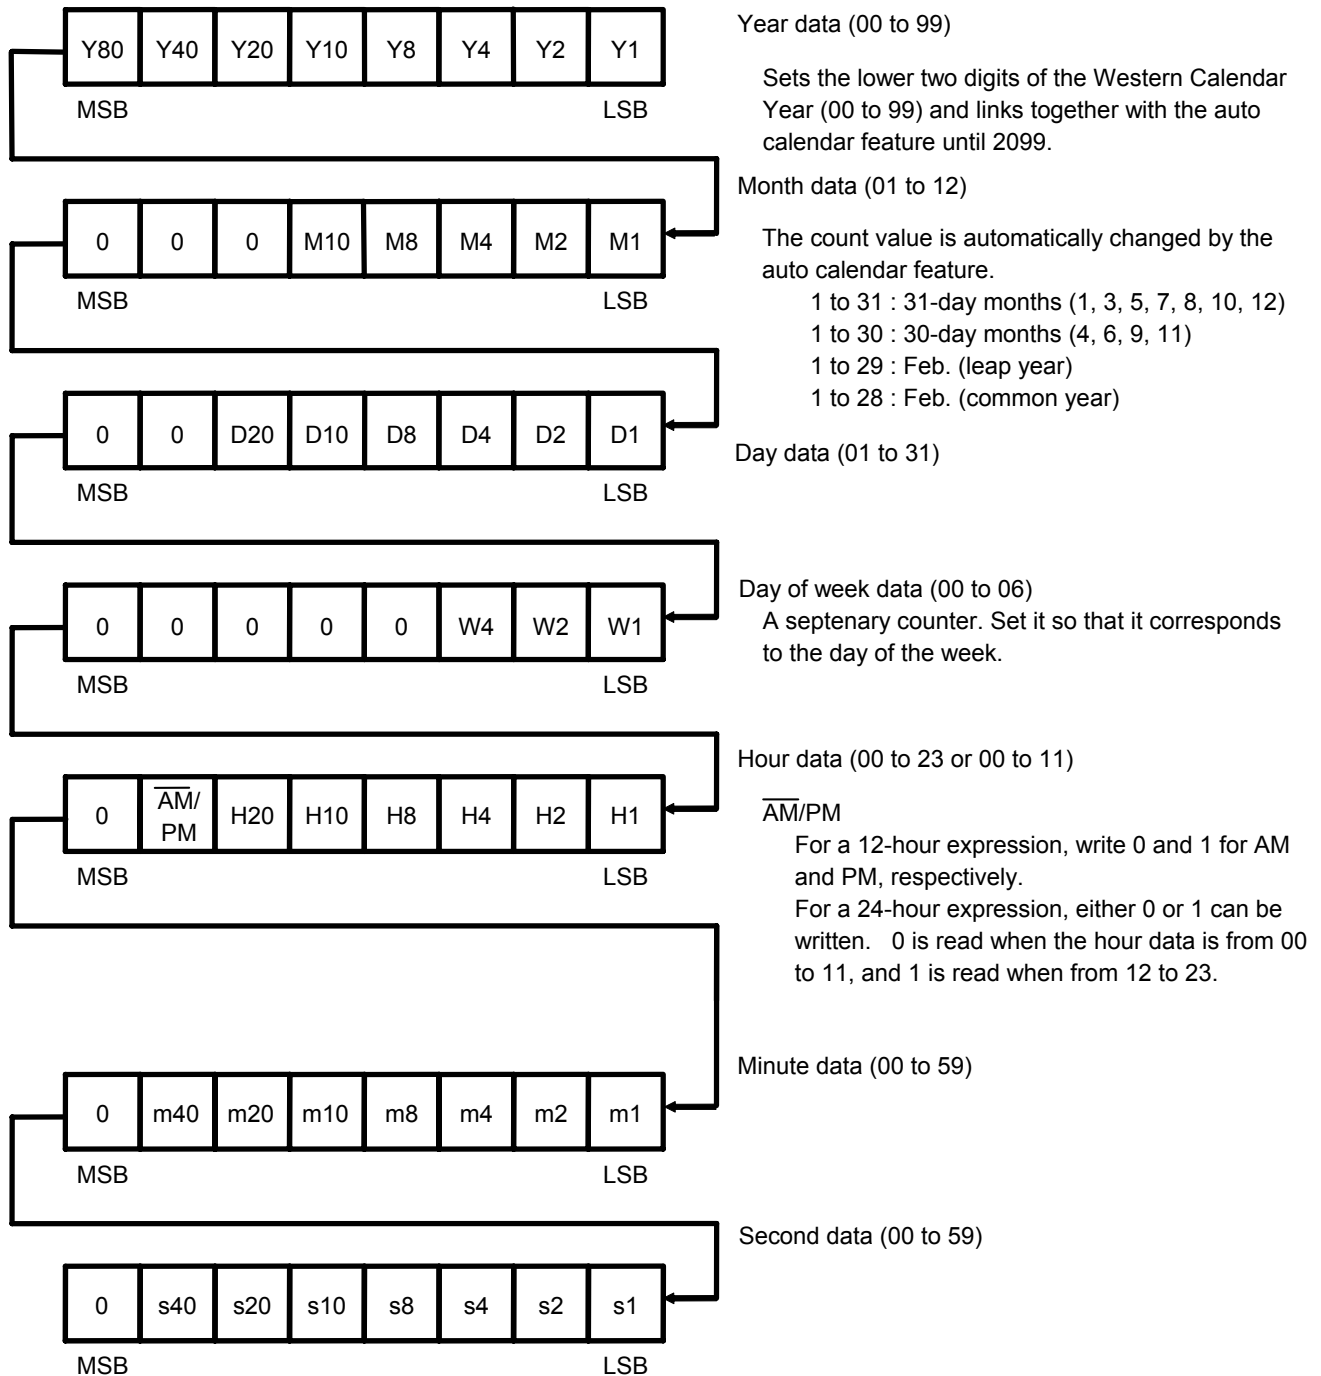 Y80 Y40 Y20 Y10 Y8 Y4 Y2 Y1
MSB LSB
Year data (00 to 99)
Sets the lower two digits of the Western Calendar
Year (00 to 99) and links together with the auto
calendar feature until 2099.
Month data (01 to 12)
0 0 0 M10 M8 M4 M2 M1
MSB LSB
The count value is automatically changed by the
auto calendar feature.
1 to 31 : 31-day months (1, 3, 5, 7, 8, 10, 12)
1 to 30 : 30-day months (4, 6, 9, 11)
1 to 29 : Feb. (leap year)
1 to 28 : Feb. (common year)
0 0 D20 D10 D8 D4 D2 D1
MSB LSB
Day data (01 to 31)
Day of week data (00 to 06)
A septenary counter. Set it so that it corresponds
to the day of the week.
0 0 0 0 0 W4 W2 W1
MSB LSB
Hour data (00 to 23 or 00 to 11)
0 A̅M̅/ PM H20 H10 H8 H4 H2 H1
MSB LSB
A̅M̅/PM
For a 12-hour expression, write 0 and 1 for AM
and PM, respectively.
For a 24-hour expression, either 0 or 1 can be
written. 0 is read when the hour data is from 00
to 11, and 1 is read when from 12 to 23.
Minute data (00 to 59)
0 m40 m20 m10 m8 m4 m2 m1
MSB LSB
Second data (00 to 59)
0 s40 s20 s10 s8 s4 s2 s1
MSB LSB